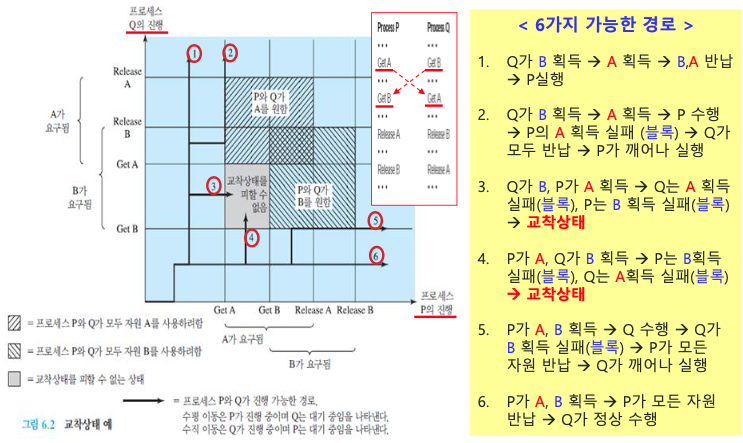 프로세스
Q의 진행
Release
A
A가
요구됨
Release
B
Get A
B가
요구됨
Get B
1
2
P와 Q가
A를 원함
3
교착상태를
피할 수
없음
P와 Q가
B를 원함
4
5
6
프로세스
P의 진행
Get A
Get B
Release A
Release B
A가 요구됨
B가 요구됨
Process P
Process Q
• • •
• • •
Get A
Get B
• • •
• • •
Get B
Get A
• • •
• • •
Release A
Release B
• • •
• • •
Release B
Release A
• • •
• • •
= 프로세스 P와 Q가 모두 자원 A를 사용하려함
= 프로세스 P와 Q가 모두 자원 B를 사용하려함
= 교착상태를 피할 수 없는 상태
= 프로세스 P와 Q가 진행 가능한 경로.
수평 이동은 P가 진행 중이며 Q는 대기 중임을 나타낸다.
수직 이동은 Q가 진행 중이며 P는 대기 중임을 나타낸다.
그림 6.2 교착상태 예
< 6가지 가능한 경로 >
1. Q가 B 획득 → A 획득 → B,A 반납
→ P실행
2. Q가 B 획득 → A 획득 → P 수행
→ P의 A 획득 실패 (블록) → Q가
모두 반납 → P가 깨어나 실행
3. Q가 B, P가 A 획득 → Q는 A 획득
실패(블록), P는 B 획득 실패(블록)
→ 교착상태
4. P가 A, Q가 B 획득 → P는 B획득
실패(블록), Q는 A획득 실패(블록)
→ 교착상태
5. P가 A, B 획득 → Q 수행 → Q가
B 획득 실패(블록) → P가 모든
자원 반납 → Q가 깨어나 실행
6. P가 A, B 획득 → P가 모든 자원
반납 → Q가 정상 수행